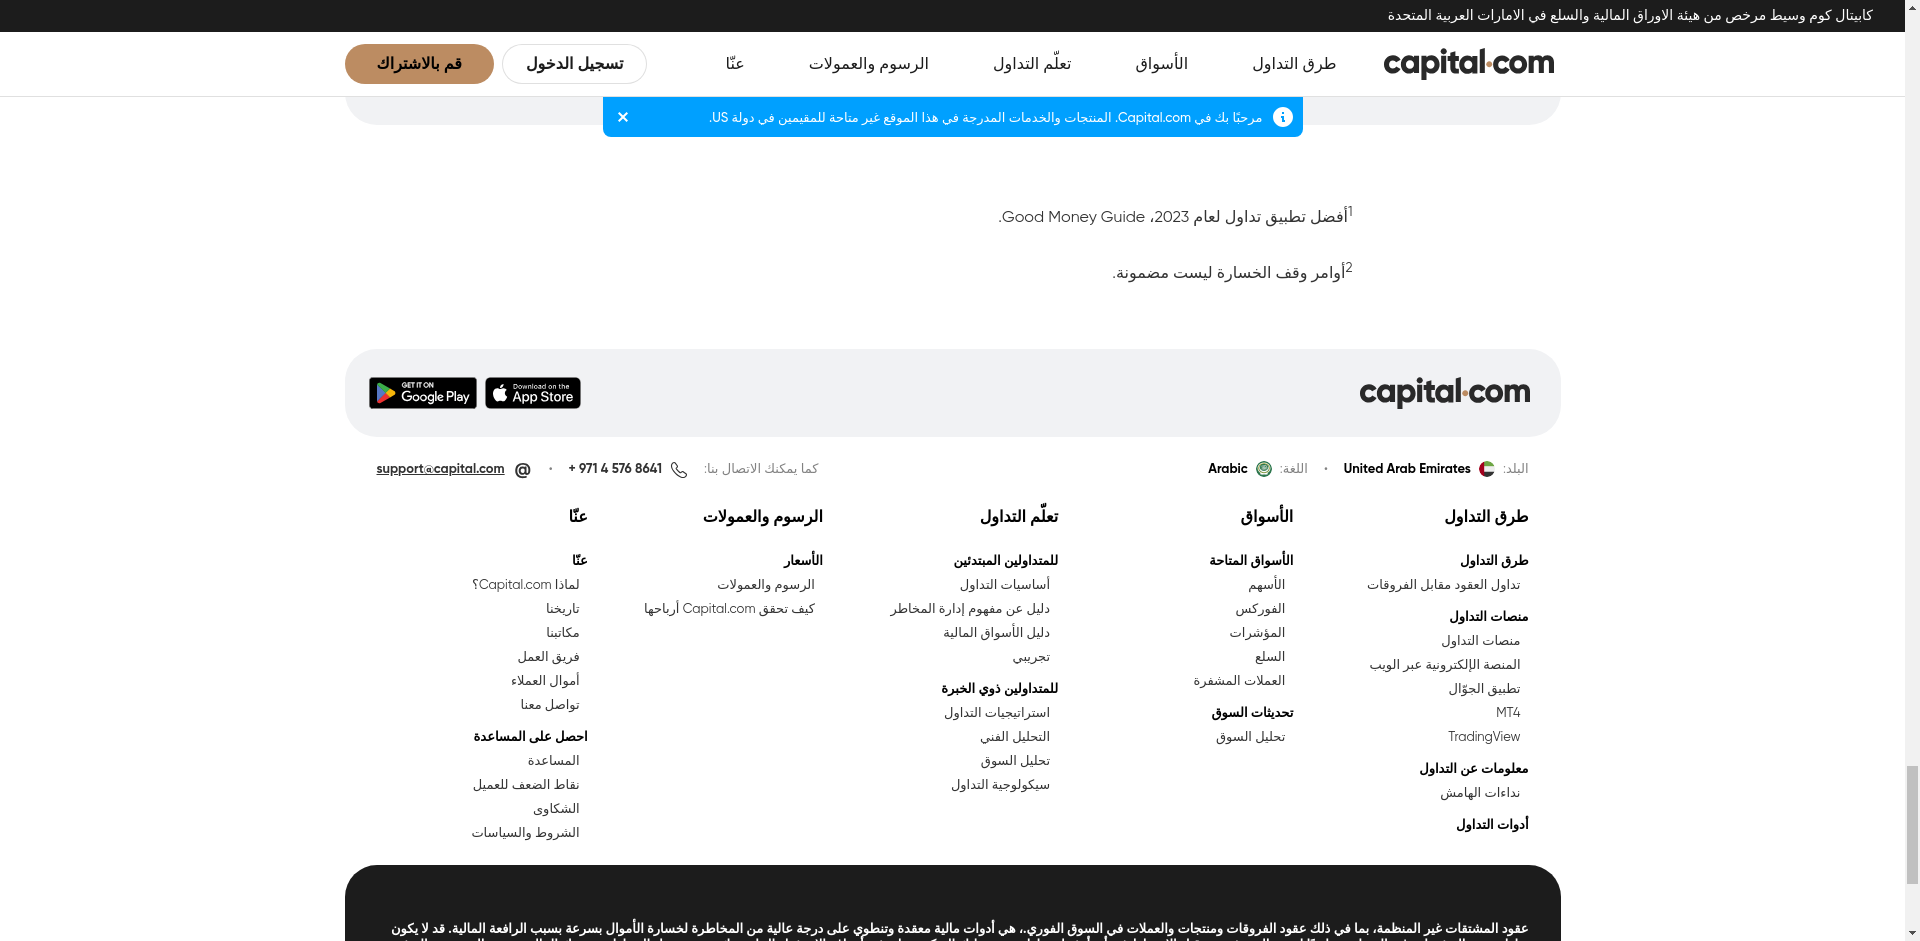 كابيتال كوم وسيط مرخص من هيئة الاوراق المالية والسلع في الامارات العربية المتحدة
capital.com
طرق التداول
الأسواق
تعلّم التداول
الرسوم والعمولات
عنّا
تسجيل الدخول
قم بالاشتراك
مرحبًا بك في Capital.com. المنتجات والخدمات المدرجة في هذا الموقع غير متاحة للمقيمين في دولة US.
1أفضل تطبيق تداول لعام 2023، Good Money Guide.
2أوامر وقف الخسارة ليست مضمونة.
capital.com
Download on the
App Store
GET IT ON
Google Play
البلد: United Arab Emirates • اللغة: Arabic
كما يمكنك الاتصال بنا: + 971 4 576 8641 • @ support@capital.com
طرق التداول
طرق التداول
تداول العقود مقابل الفروقات
منصات التداول
منصات التداول
المنصة الإلكترونية عبر الويب
تطبيق الجوّال
MT4
TradingView
معلومات عن التداول
نداءات الهامش
أدوات التداول
الأسواق
الأسواق المتاحة
الأسهم
الفوركس
المؤشرات
السلع
العملات المشفرة
تحديثات السوق
تحليل السوق
تعلّم التداول
للمتداولين المبتدئين
أساسيات التداول
دليل عن مفهوم إدارة المخاطر
دليل الأسواق المالية
تجريبي
للمتداولين ذوي الخبرة
استراتيجيات التداول
التحليل الفني
تحليل السوق
سيكولوجية التداول
الرسوم والعمولات
الأسعار
الرسوم والعمولات
كيف تحقق Capital.com أرباحها
عنّا
عنّا
لماذا Capital.com؟
تاريخنا
مكاتبنا
فريق العمل
أموال العملاء
تواصل معنا
احصل على المساعدة
المساعدة
نقاط الضعف للعميل
الشكاوى
الشروط والسياسات
عقود المشتقات غير المنظمة، بما في ذلك عقود الفروقات ومنتجات والعملات في السوق الفوري.، هي أدوات مالية معقدة وتنطوي على درجة عالية من المخاطرة لخسارة الأموال بسرعة بسبب الرافعة المالية. قد لا يكون